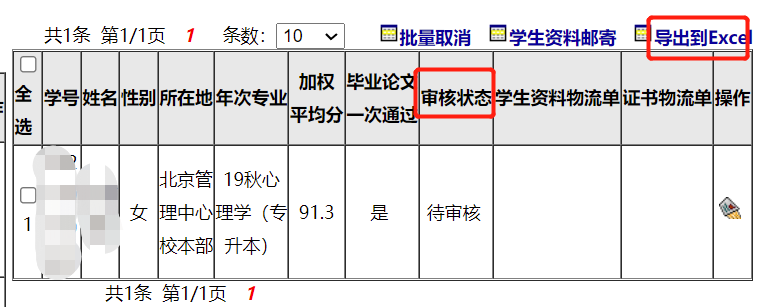 共1条 第1/1页 1 条数: 10 批量取消 学生资料邮寄 导出到Excel
全选 学号 姓名 性别 所在地 年次专业 加权平均分 毕业论文一次通过 审核状态 学生资料物流单 证书物流单 操作
1 女 北京管理中心校本部 19秋心理学（专升本） 91.3 是 待审核
共1条 第1/1页 1